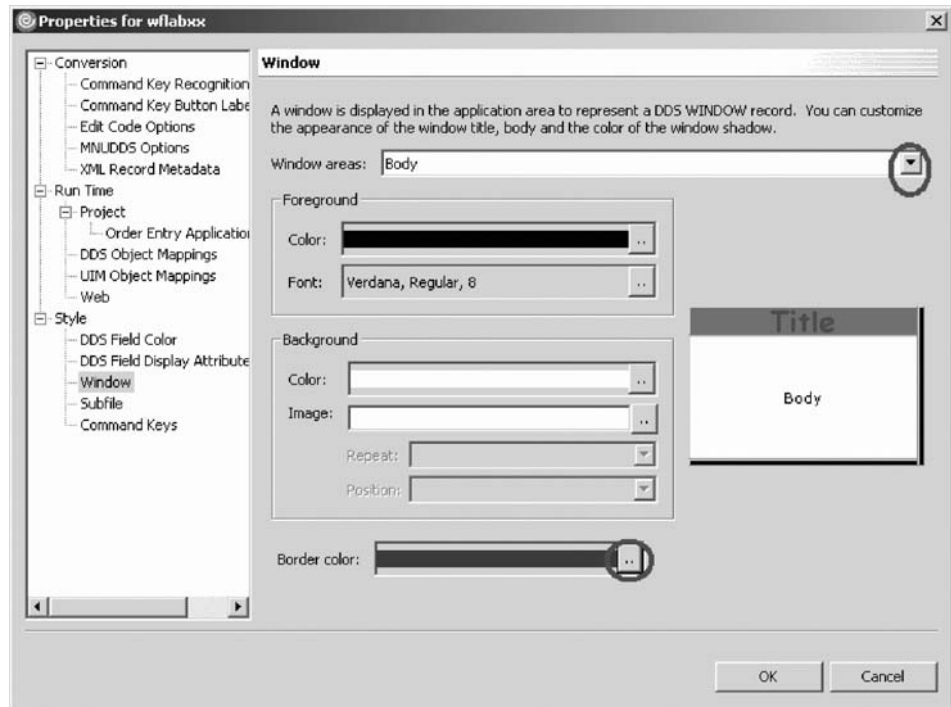 Properties for wflabxx
Conversion
Command Key Recognition
Command Key Button Labe
Edit Code Options
MNUDDS Options
XML Record Metadata
Run Time
Project
Order Entry Applicatio
DDS Object Mappings
UIM Object Mappings
Web
Style
DDS Field Color
DDS Field Display Attribute
Window
Subfile
Command Keys
Window
A window is displayed in the application area to represent a DDS WINDOW record. You can customize
the appearance of the window title, body and the color of the window shadow.
Window areas: Body
Foreground
Color: ..
Font: Verdana, Regular, 8 ..
Background
Color: ..
Image: ..
Repeat:
Position:
Border color: ..
Title
Body
OK Cancel